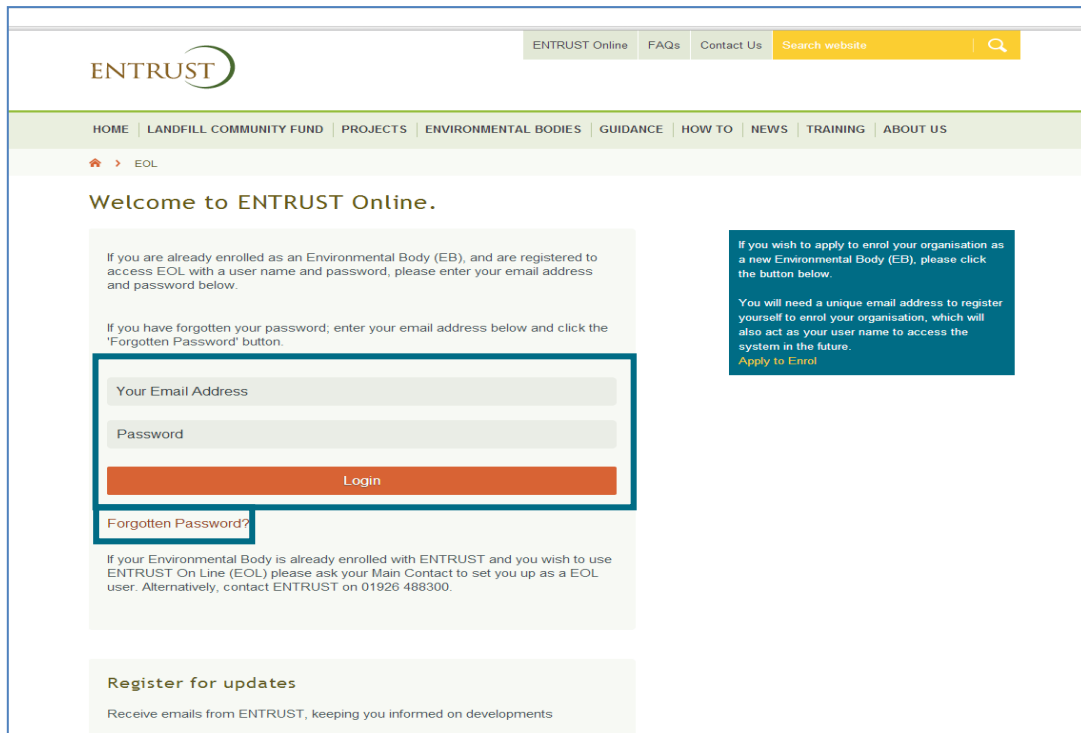 ENTRUST Online FAQs Contact Us Search website
ENTRUST
HOME LANDFILL COMMUNITY FUND PROJECTS ENVIRONMENTAL BODIES GUIDANCE HOW TO NEWS TRAINING ABOUT US
> EOL
Welcome to ENTRUST Online.
If you are already enrolled as an Environmental Body (EB), and are registered to
access EOL with a user name and password, please enter your email address
and password below.
If you have forgotten your password; enter your email address below and click the
'Forgotten Password' button.
Your Email Address
Password
Login
Forgotten Password?
If your Environmental Body is already enrolled with ENTRUST and you wish to use
ENTRUST On Line (EOL) please ask your Main Contact to set you up as a EOL
user. Alternatively, contact ENTRUST on 01926 488300.
If you wish to apply to enrol your organisation as
a new Environmental Body (EB), please click
the button below.
You will need a unique email address to register
yourself to enrol your organisation, which will
also act as your user name to access the
system in the future.
Apply to Enrol
Register for updates
Receive emails from ENTRUST, keeping you informed on developments